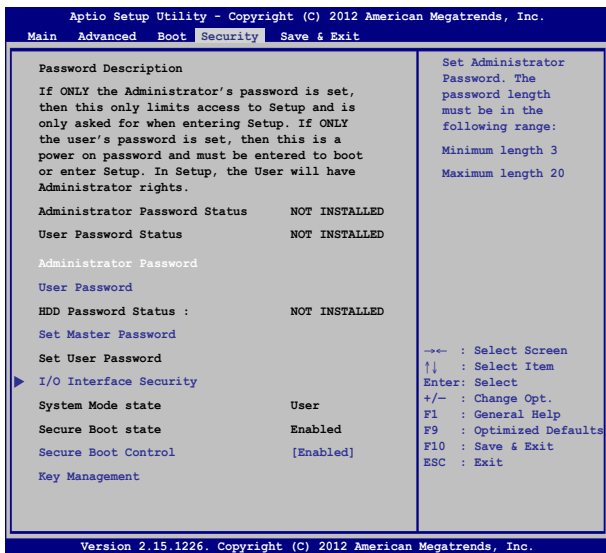 Aptio Setup Utility - Copyright (C) 2012 American Megatrends, Inc.
Main Advanced Boot Security Save & Exit
Password Description
If ONLY the Administrator's password is set,
then this only limits access to Setup and is
only asked for when entering Setup. If ONLY
the user's password is set, then this is a
power on password and must be entered to boot
or enter Setup. In Setup, the User will have
Administrator rights.
Administrator Password Status NOT INSTALLED
User Password Status NOT INSTALLED
Administrator Password
User Password
HDD Password Status : NOT INSTALLED
Set Master Password
Set User Password
I/O Interface Security
System Mode state User
Secure Boot state Enabled
Secure Boot Control [Enabled]
Key Management
Set Administrator
Password. The
password length
must be in the
following range:
Minimum length 3
Maximum length 20
→← : Select Screen
↑↓ : Select Item
Enter: Select
+/— : Change Opt.
F1 : General Help
F9 : Optimized Defaults
F10 : Save & Exit
ESC : Exit
Version 2.15.1226. Copyright (C) 2012 American Megatrends, Inc.